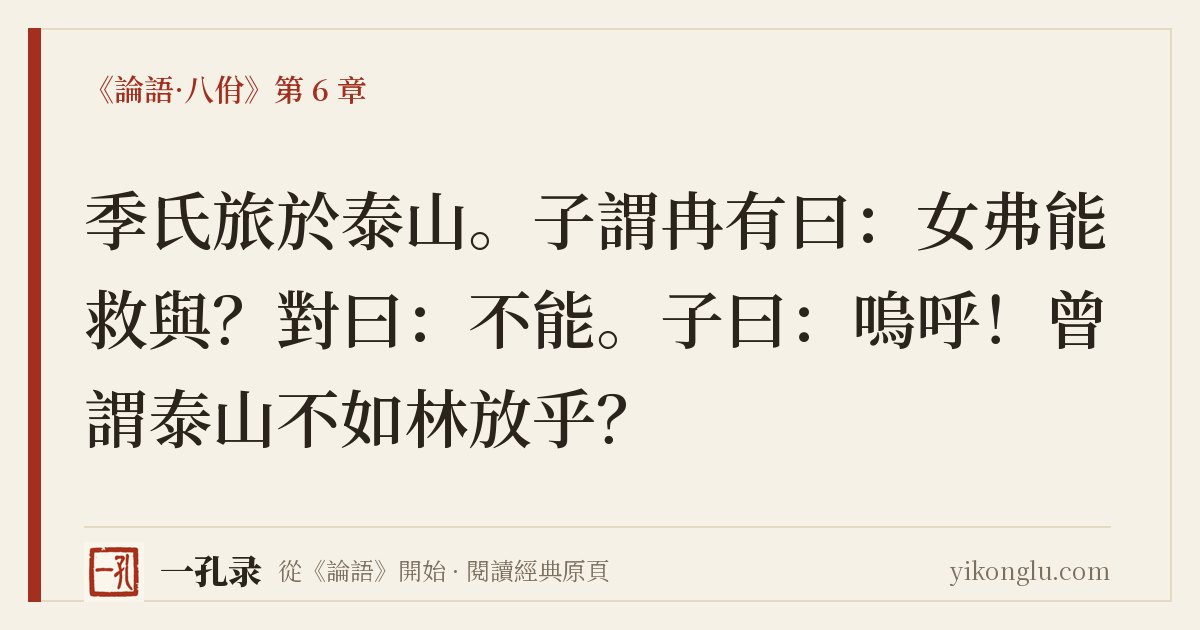 《論語·八佾》第 6 章
季氏旅於泰山。子謂冉有曰：女弗能
救與？對曰：不能。子曰：嗚呼！曾
謂泰山不如林放乎？
一孔
一孔录 從《論語》開始 · 閱讀經典原頁 yikonglu.com